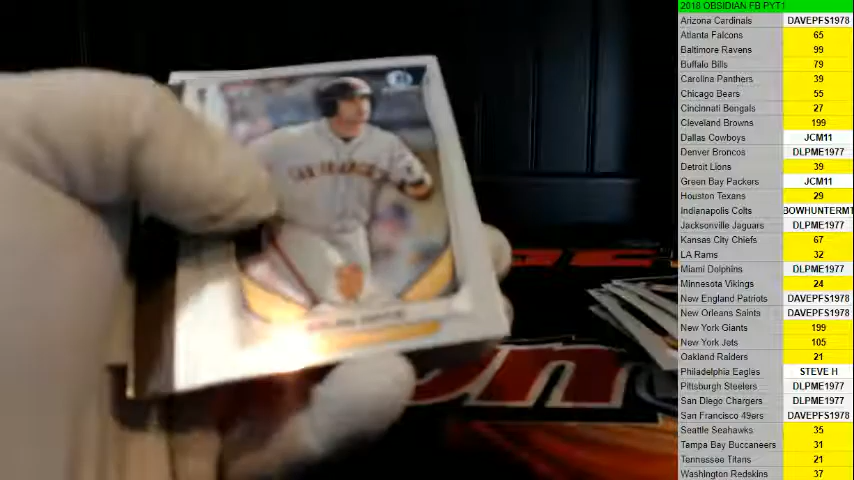 2018 OBSIDIAN FB PYT1
Arizona Cardinals DAVEPFS1978
Atlanta Falcons 65
Baltimore Ravens 99
Buffalo Bills 79
Carolina Panthers 39
Chicago Bears 55
Cincinnati Bengals 27
Cleveland Browns 199
Dallas Cowboys JCM11
Denver Broncos DLPME1977
Detroit Lions 39
Green Bay Packers JCM11
Houston Texans 29
Indianapolis Colts BOWHUNTERMT
Jacksonville Jaguars DLPME1977
Kansas City Chiefs 67
LA Rams 32
Miami Dolphins DLPME1977
Minnesota Vikings 24
New England Patriots DAVEPFS1978
New Orleans Saints DAVEPFS1978
New York Giants 199
New York Jets 105
Oakland Raiders 21
Philadelphia Eagles STEVE H
Pittsburgh Steelers DLPME1977
San Diego Chargers DLPME1977
San Francisco 49ers DAVEPFS1978
Seattle Seahawks 35
Tampa Bay Buccaneers 31
Tennessee Titans 21
Washington Redskins 37
SAN FRANCISCO